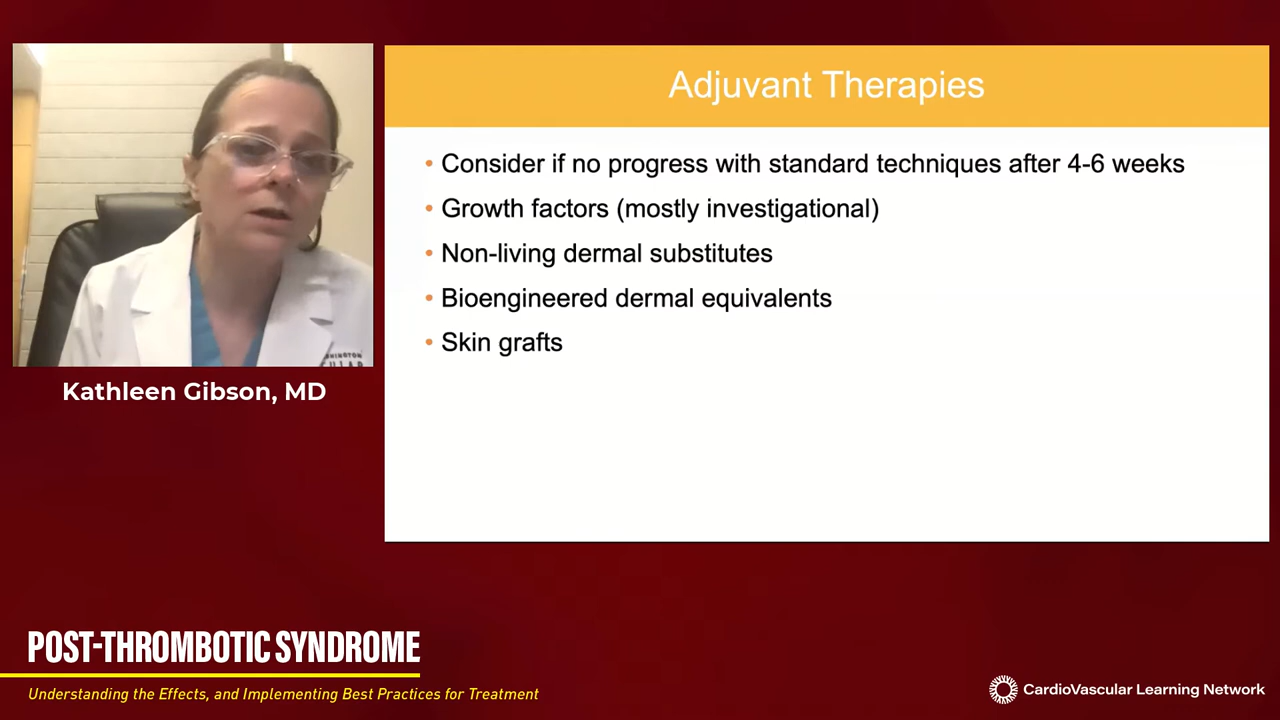 Adjuvant Therapies
• Consider if no progress with standard techniques after 4-6 weeks
• Growth factors (mostly investigational)
• Non-living dermal substitutes
• Bioengineered dermal equivalents
• Skin grafts
Kathleen Gibson, MD
POST-THROMBOTIC SYNDROME
Understanding the Effects, and Implementing Best Practices for Treatment
CardioVascular Learning Network